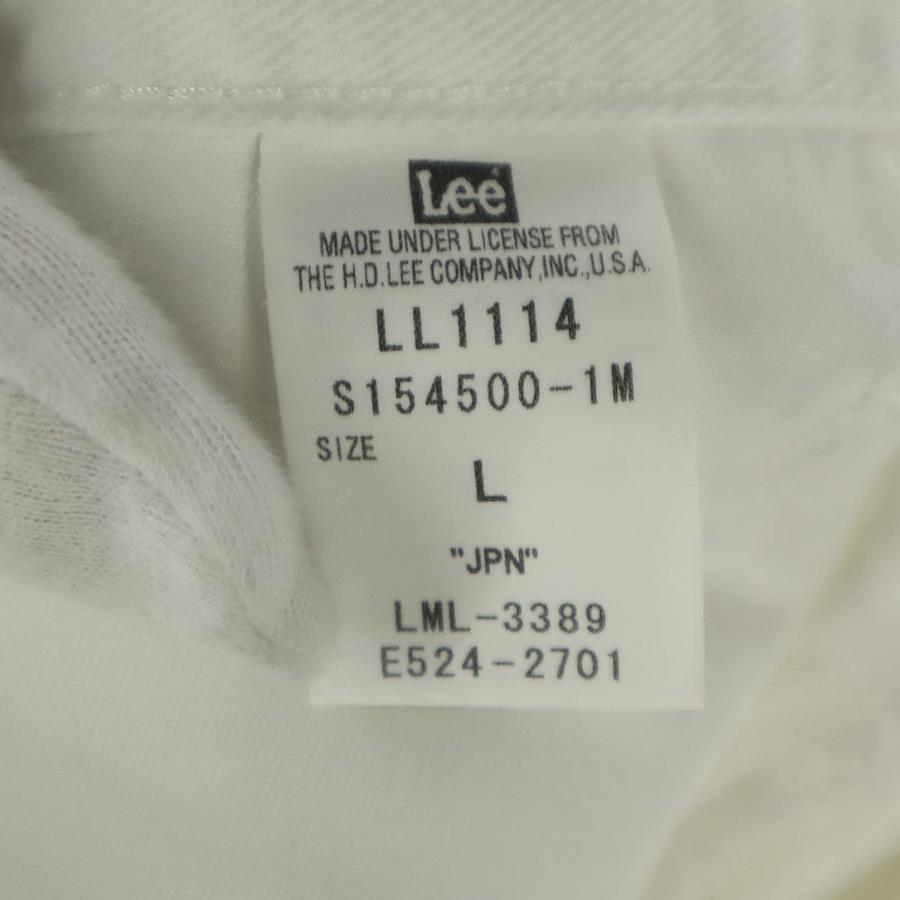 Lee
MADE UNDER LICENSE FROM
THE H.D.LEE COMPANY,INC.,U.S.A.
LL1114
S154500-1M
SIZE
L
"JPN"
LML-3389
E524-2701